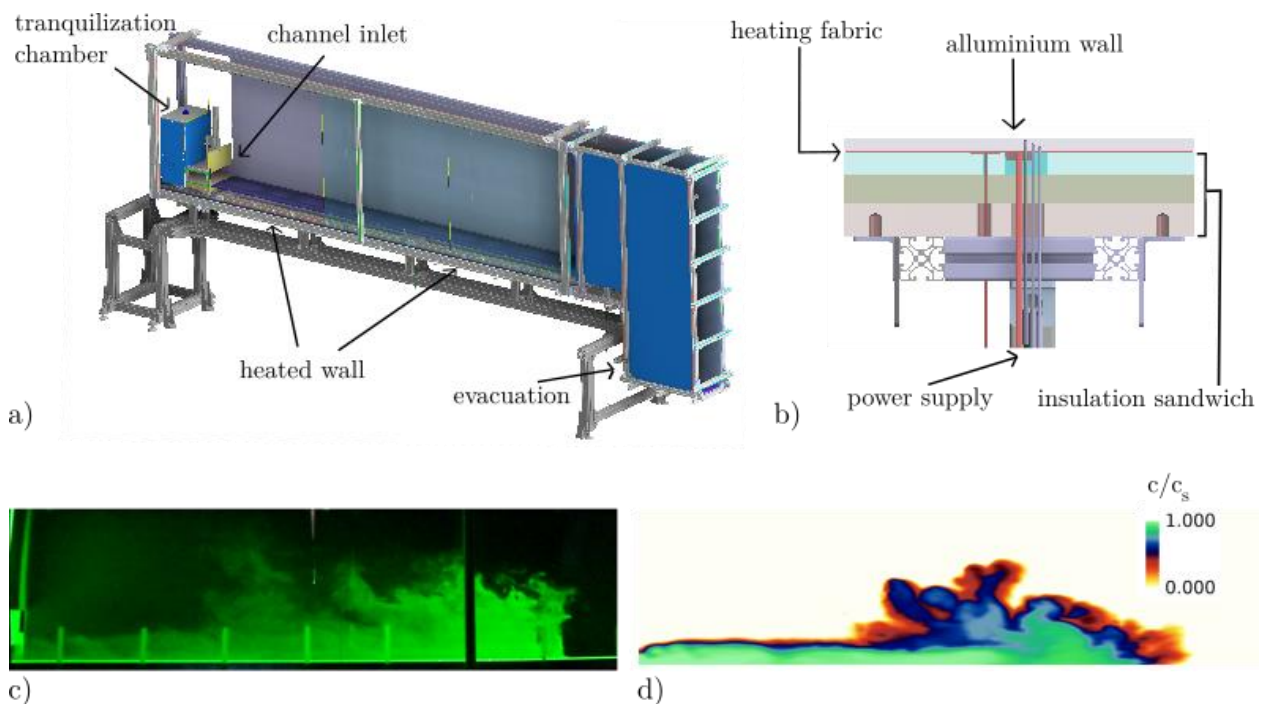 tranquilization
chamber
channel inlet
heated wall
evacuation
a)
heating fabric
alluminium wall
power supply
insulation sandwich
b)
c)
c/cₛ
1.000
0.000
d)